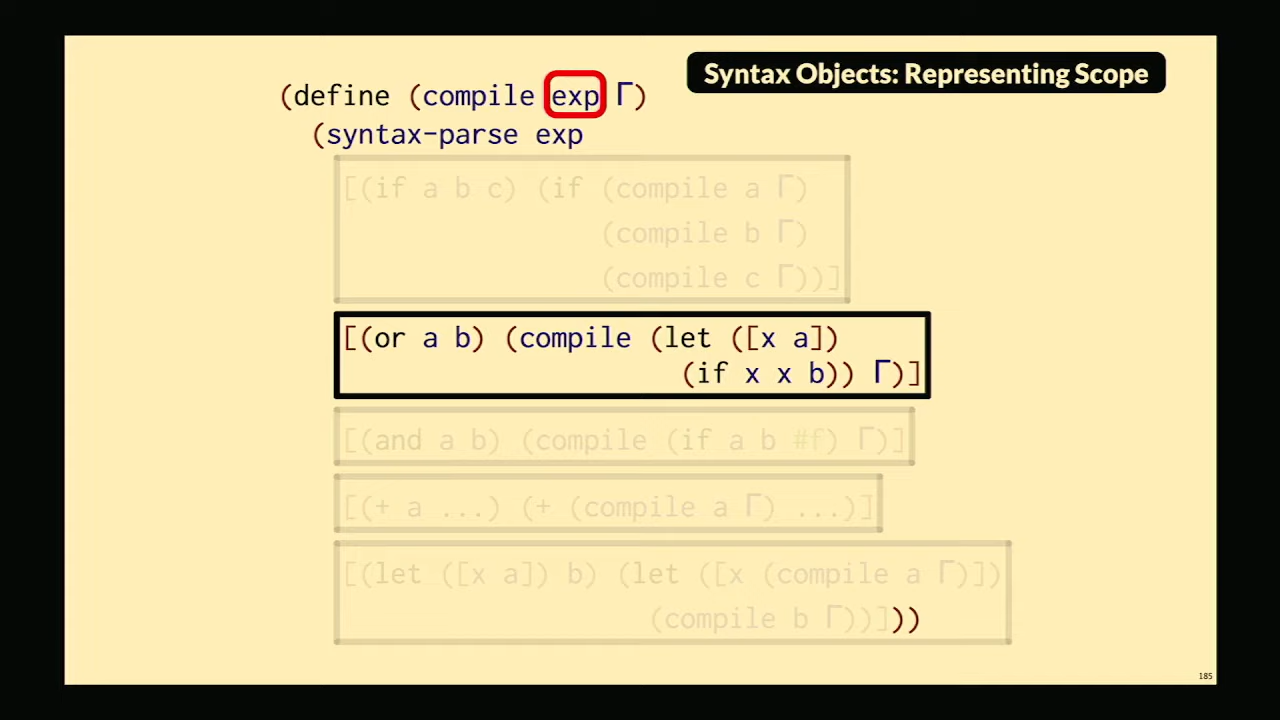 Syntax Objects: Representing Scope
(define (compile exp Γ)
(syntax-parse exp
[(if a b c) (if (compile a Γ)
(compile b Γ)
(compile c Γ))]
[(or a b) (compile (let ([x a])
(if x x b)) Γ)]
[(and a b) (compile (if a b #f) Γ)]
[(+ a ...) (+ (compile a Γ) ...)]
[(let ([x a]) b) (let ([x (compile a Γ)])
(compile b Γ))]))
185